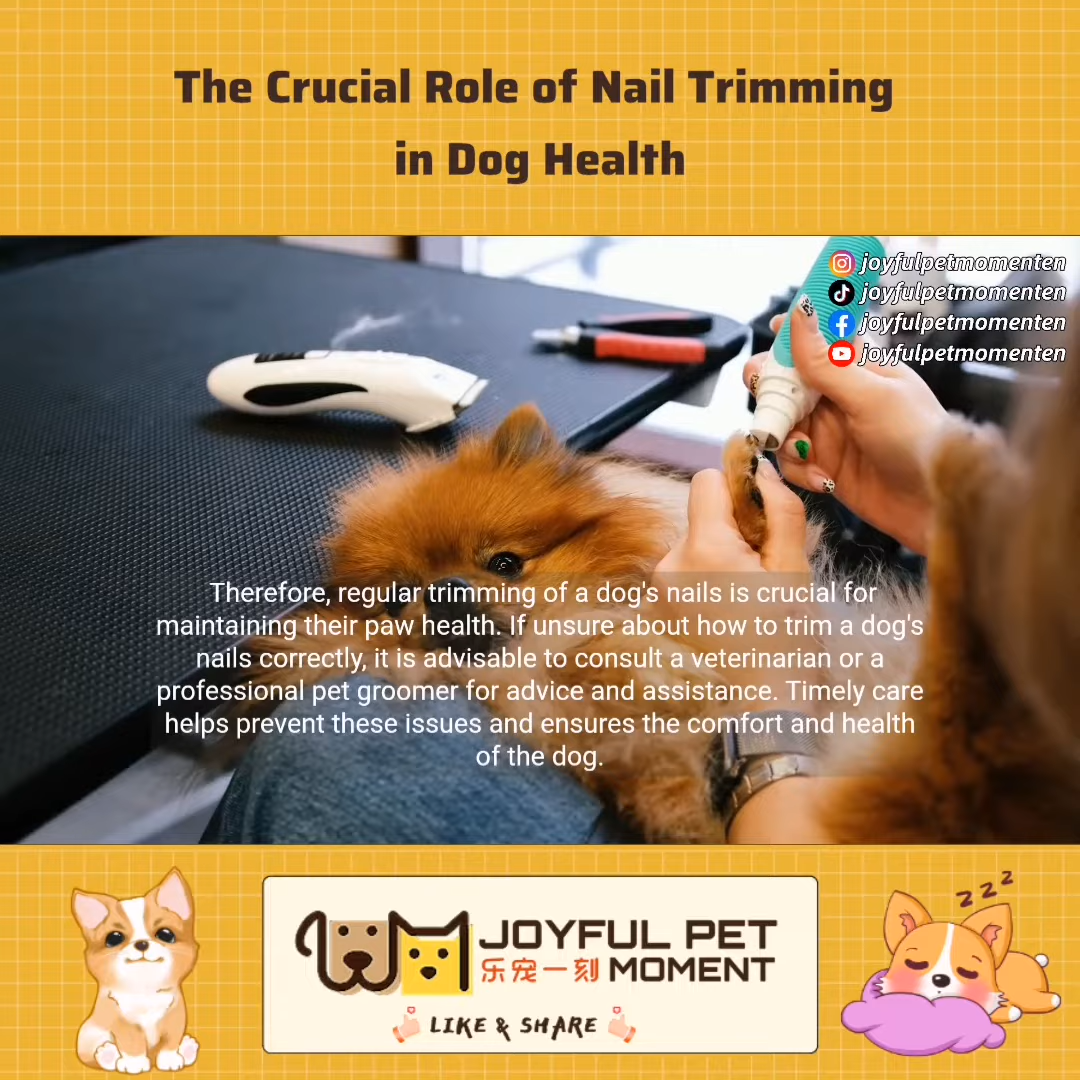 The Crucial Role of Nail Trimming
in Dog Health
joyfulpetmomenten
joyfulpetmomenten
joyfulpetmomenten
joyfulpetmomenten
Therefore, regular trimming of a dog's nails is crucial for
maintaining their paw health. If unsure about how to trim a dog's
nails correctly, it is advisable to consult a veterinarian or a
professional pet groomer for advice and assistance. Timely care
helps prevent these issues and ensures the comfort and health
of the dog.
JOYFUL PET
乐宠一刻 MOMENT
LIKE & SHARE
z z z